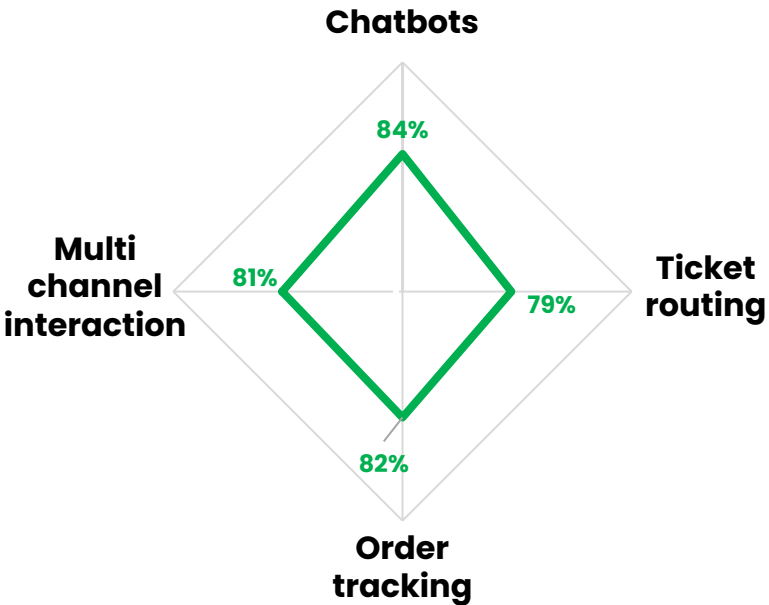 Chatbots
84%
Multi
channel
interaction
81%
Ticket
routing
79%
82%
Order
tracking